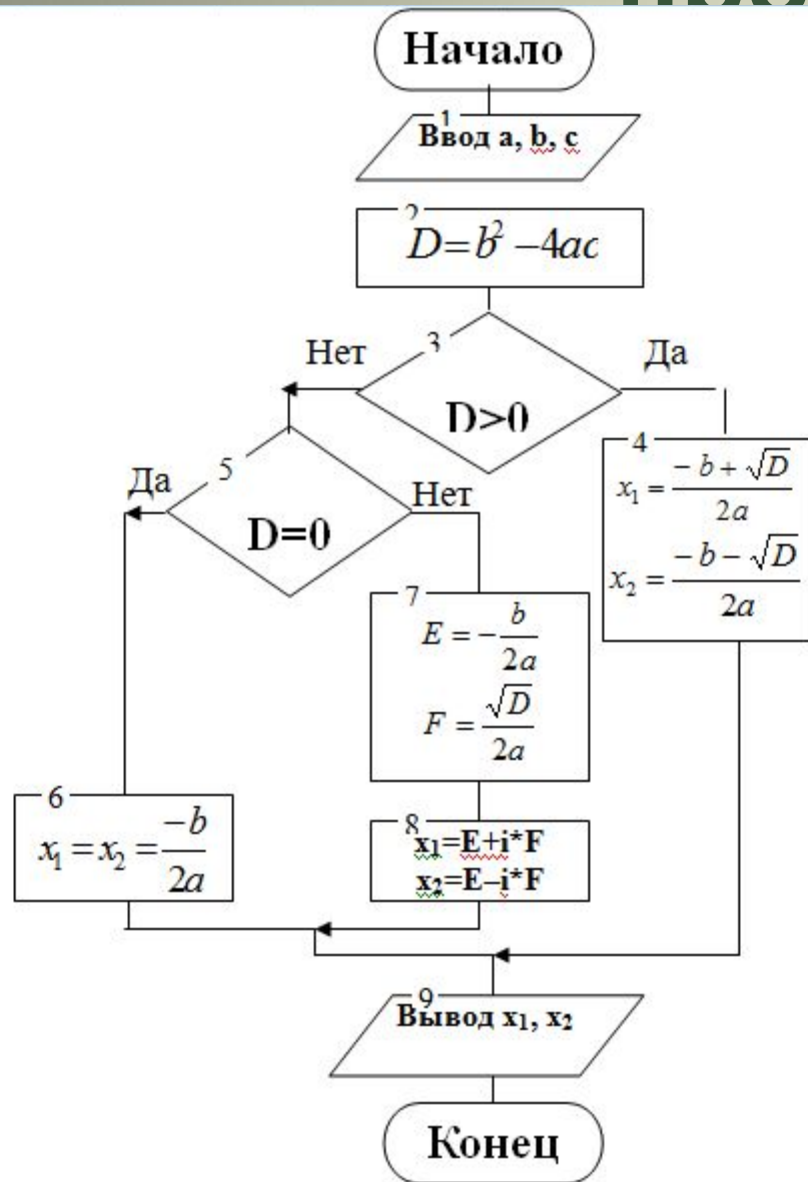 Начало
1
Ввод a, b, c
2
D=b²−4ac
3
Нет
Да
D>0
4
x₁ = (−b + √D) / 2a
x₂ = (−b − √D) / 2a
5
Да
Нет
D=0
7
E = − b / 2a
F = √D / 2a
6
x₁ = x₂ = −b / 2a
8
x₁=E+i*F
x₂=E–i*F
9
Вывод x₁, x₂
Конец